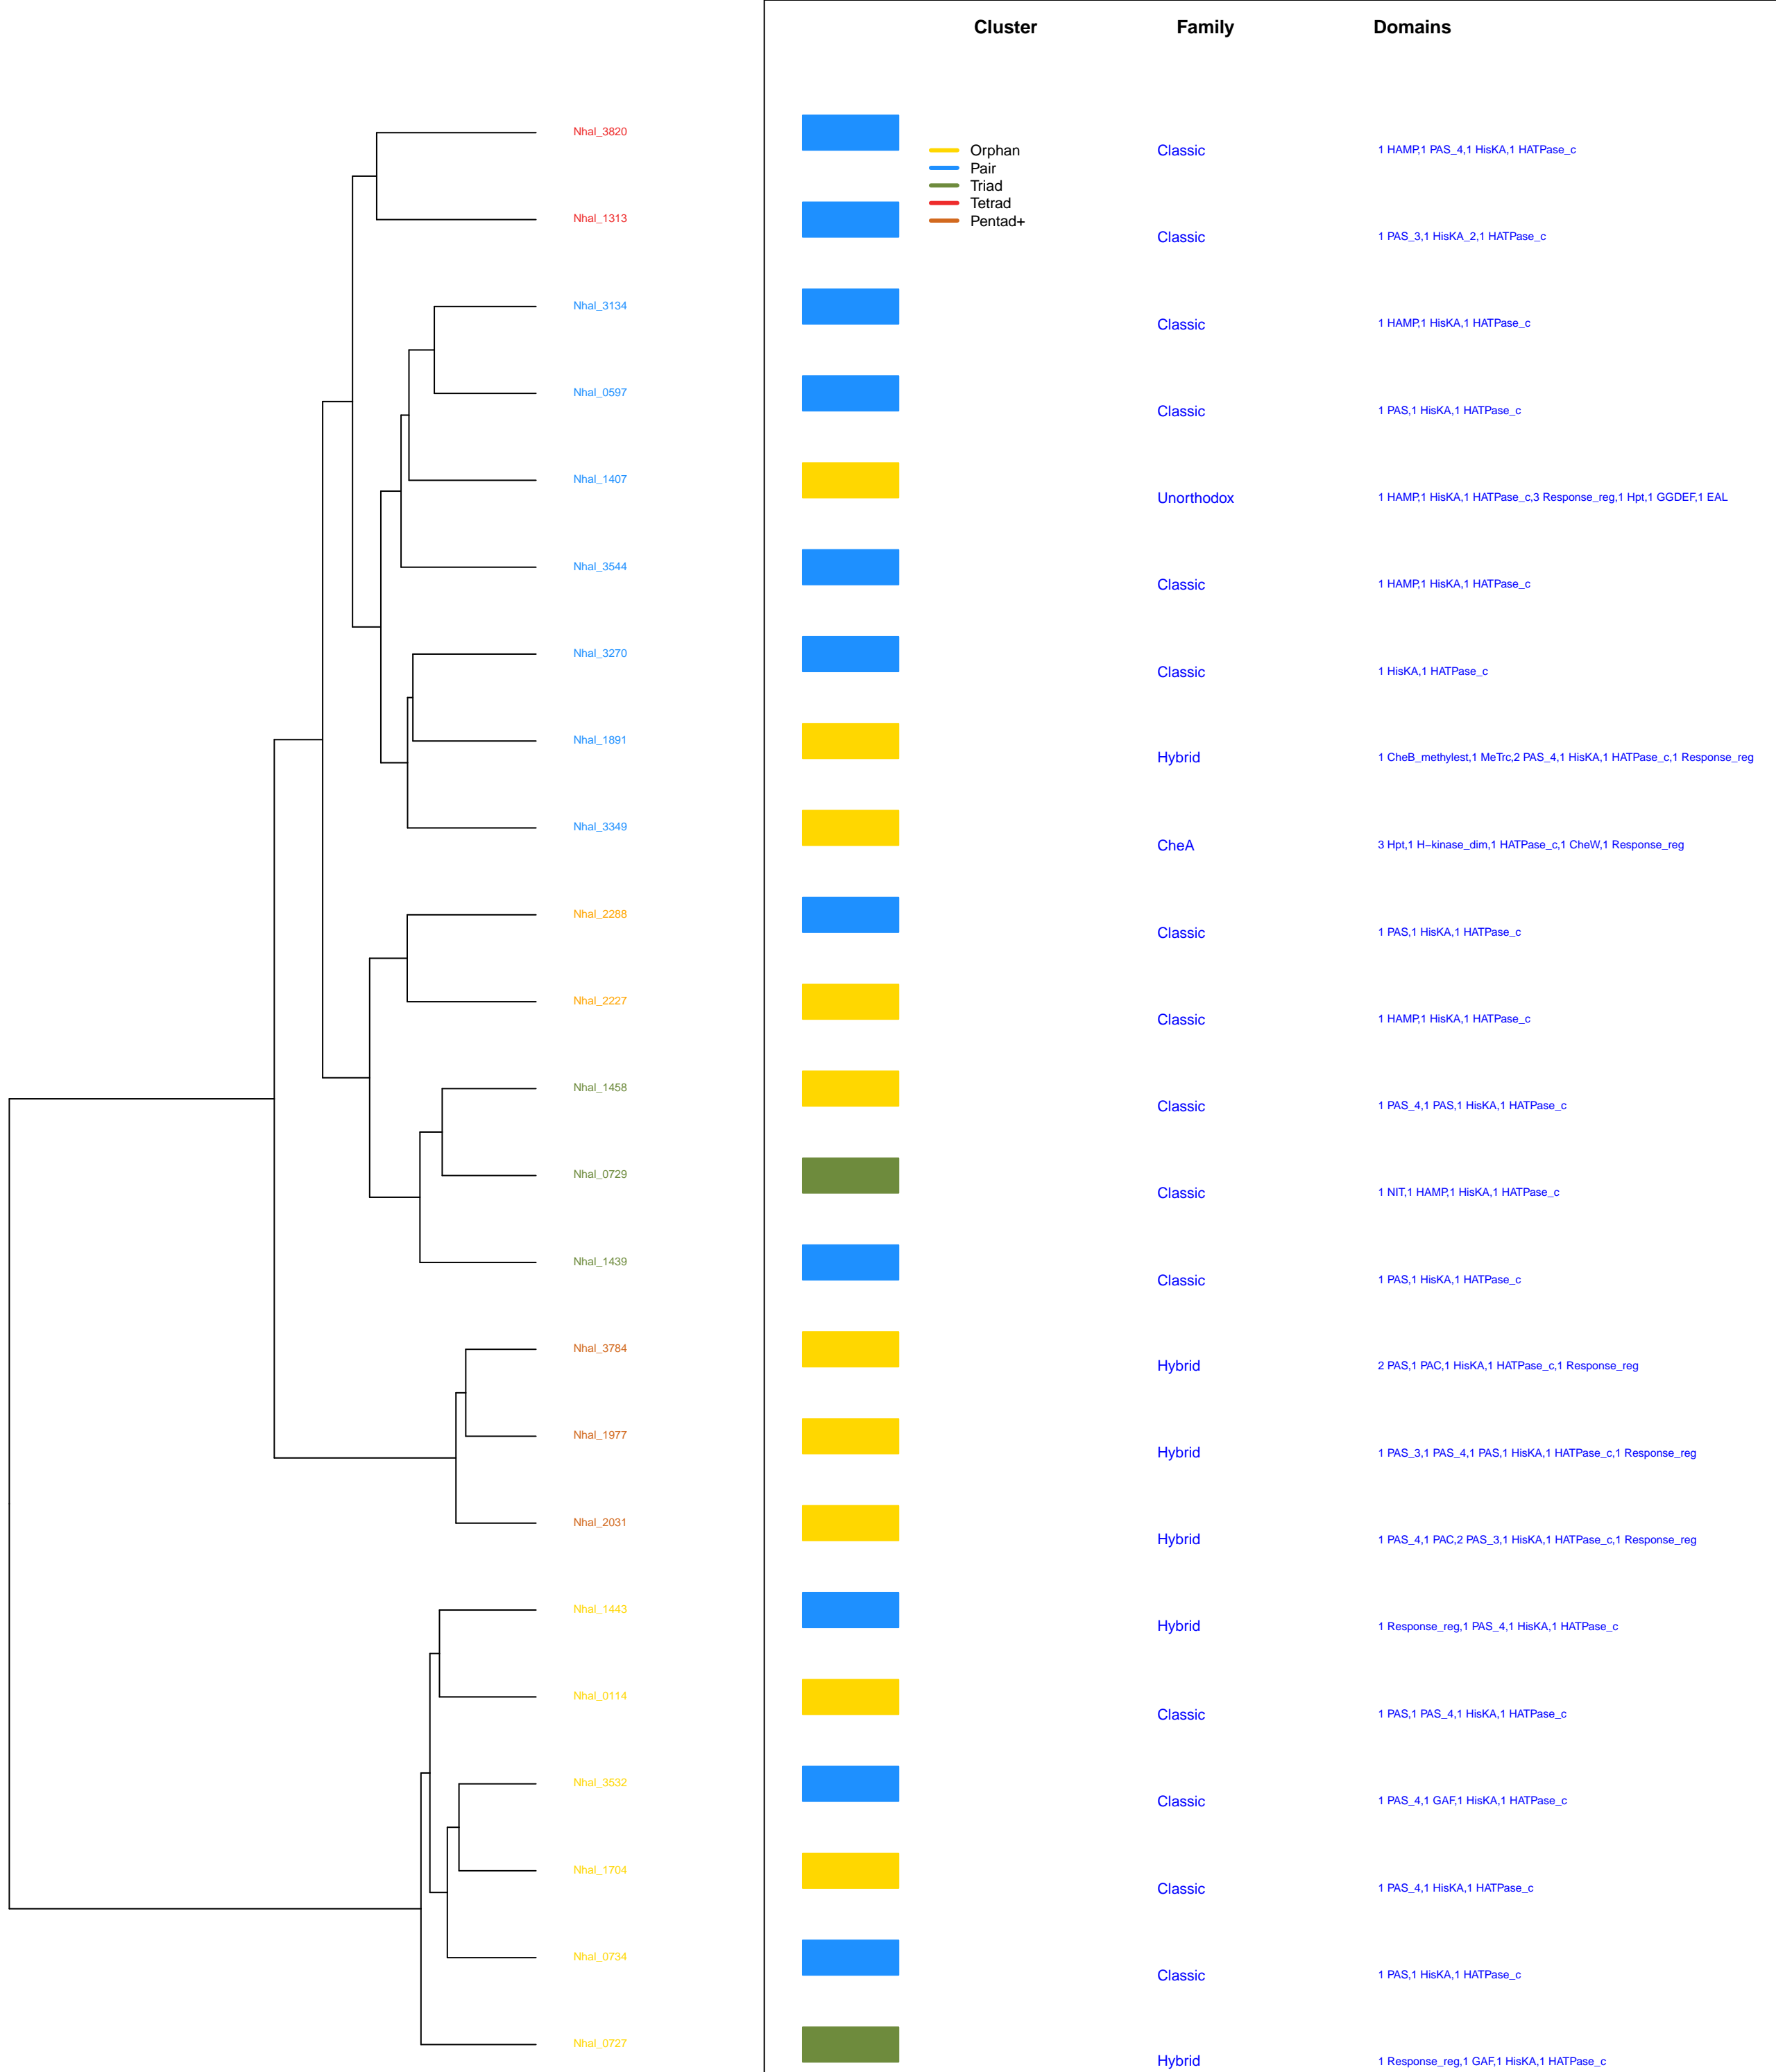 Cluster Family Domains
Nhal_3820
Orphan
Classic 1 HAMP,1 PAS_4,1 HisKA,1 HATPase_c
Pair
Triad
Tetrad
Nhal_1313
Pentad+
Classic 1 PAS_3,1 HisKA_2,1 HATPase_c
Nhal_3134
Classic 1 HAMP,1 HisKA,1 HATPase_c
Nhal_0597
Classic 1 PAS,1 HisKA,1 HATPase_c
Nhal_1407
Unorthodox 1 HAMP,1 HisKA,1 HATPase_c,3 Response_reg,1 Hpt,1 GGDEF,1 EAL
Nhal_3544
Classic 1 HAMP,1 HisKA,1 HATPase_c
Nhal_3270
Classic 1 HisKA,1 HATPase_c
Nhal_1891
Hybrid 1 CheB_methylest,1 MeTrc,2 PAS_4,1 HisKA,1 HATPase_c,1 Response_reg
Nhal_3349
CheA 3 Hpt,1 H−kinase_dim,1 HATPase_c,1 CheW,1 Response_reg
Nhal_2288
Classic 1 PAS,1 HisKA,1 HATPase_c
Nhal_2227
Classic 1 HAMP,1 HisKA,1 HATPase_c
Nhal_1458
Classic 1 PAS_4,1 PAS,1 HisKA,1 HATPase_c
Nhal_0729
Classic 1 NIT,1 HAMP,1 HisKA,1 HATPase_c
Nhal_1439
Classic 1 PAS,1 HisKA,1 HATPase_c
Nhal_3784
Hybrid 2 PAS,1 PAC,1 HisKA,1 HATPase_c,1 Response_reg
Nhal_1977
Hybrid 1 PAS_3,1 PAS_4,1 PAS,1 HisKA,1 HATPase_c,1 Response_reg
Nhal_2031
Hybrid 1 PAS_4,1 PAC,2 PAS_3,1 HisKA,1 HATPase_c,1 Response_reg
Nhal_1443
Hybrid 1 Response_reg,1 PAS_4,1 HisKA,1 HATPase_c
Nhal_0114
Classic 1 PAS,1 PAS_4,1 HisKA,1 HATPase_c
Nhal_3532
Classic 1 PAS_4,1 GAF,1 HisKA,1 HATPase_c
Nhal_1704
Classic 1 PAS_4,1 HisKA,1 HATPase_c
Nhal_0734
Classic 1 PAS,1 HisKA,1 HATPase_c
Nhal_0727
Hybrid 1 Response_reg,1 GAF,1 HisKA,1 HATPase_c